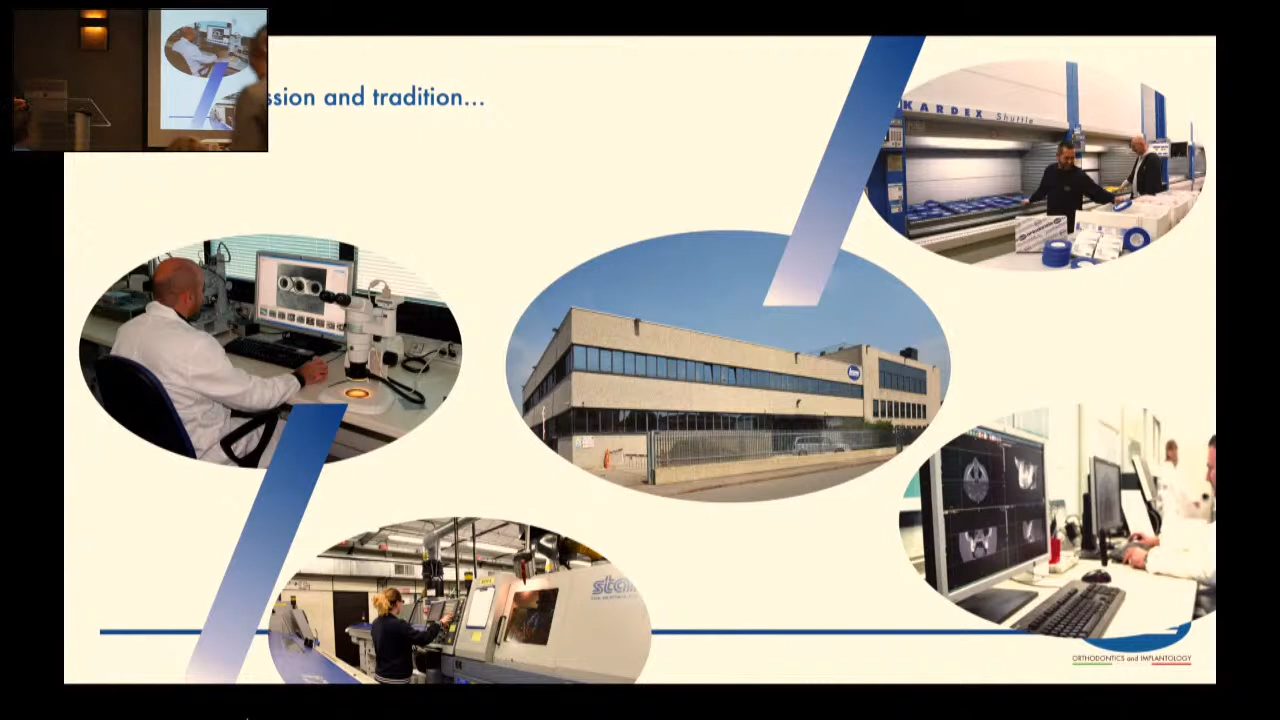 ssion and tradition...
KARDEX Shuttle
ORTHODONTICS and IMPLANTOLOGY